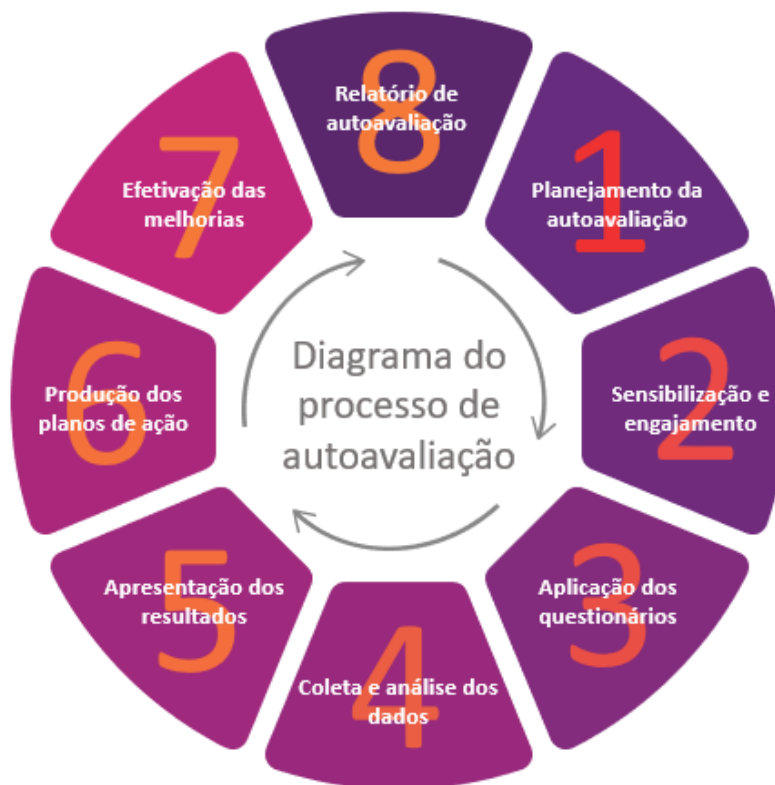 8
Relatório de
autoavaliação
1
Planejamento da
autoavaliação
2
Sensibilização e
engajamento
3
Aplicação dos
questionários
4
Coleta e análise dos
dados
5
Apresentação dos
resultados
6
Produção dos
planos de ação
7
Efetivação das
melhorias
Diagrama do
processo de
autoavaliação